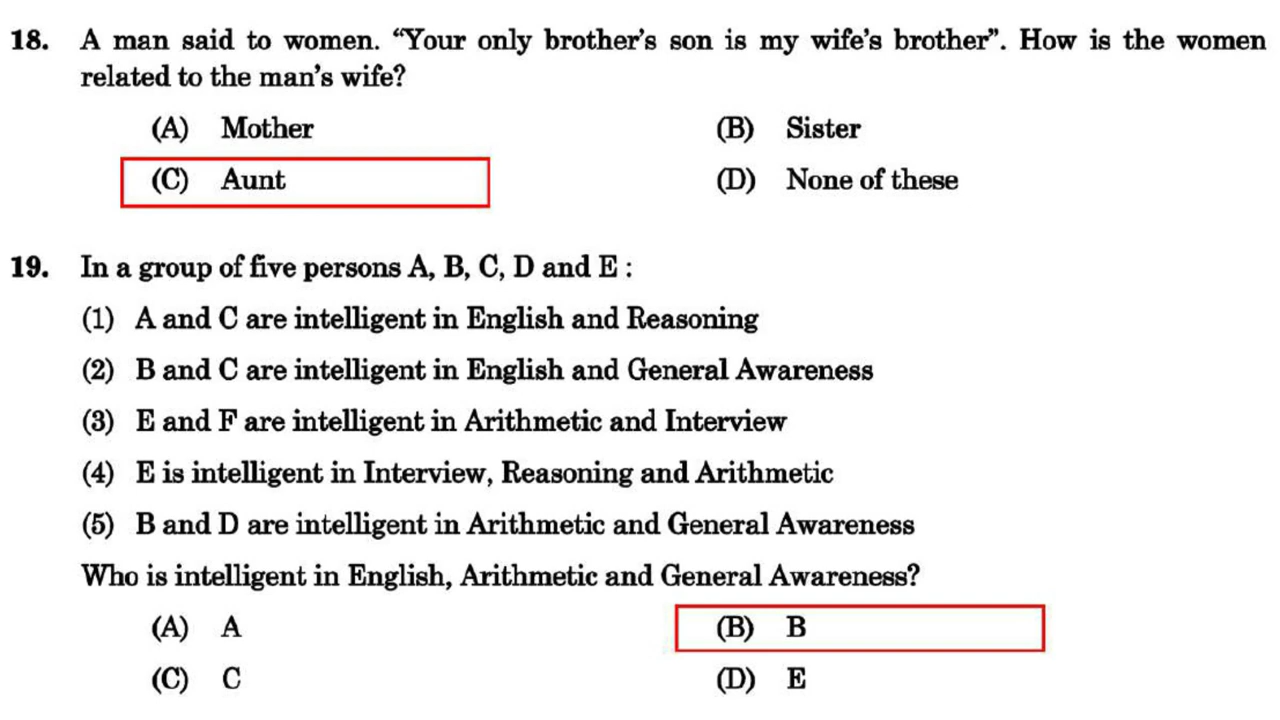 18. A man said to women. “Your only brother’s son is my wife’s brother”. How is the women
related to the man’s wife?
(A) Mother (B) Sister
(C) Aunt (D) None of these
19. In a group of five persons A, B, C, D and E :
(1) A and C are intelligent in English and Reasoning
(2) B and C are intelligent in English and General Awareness
(3) E and F are intelligent in Arithmetic and Interview
(4) E is intelligent in Interview, Reasoning and Arithmetic
(5) B and D are intelligent in Arithmetic and General Awareness
Who is intelligent in English, Arithmetic and General Awareness?
(A) A (B) B
(C) C (D) E